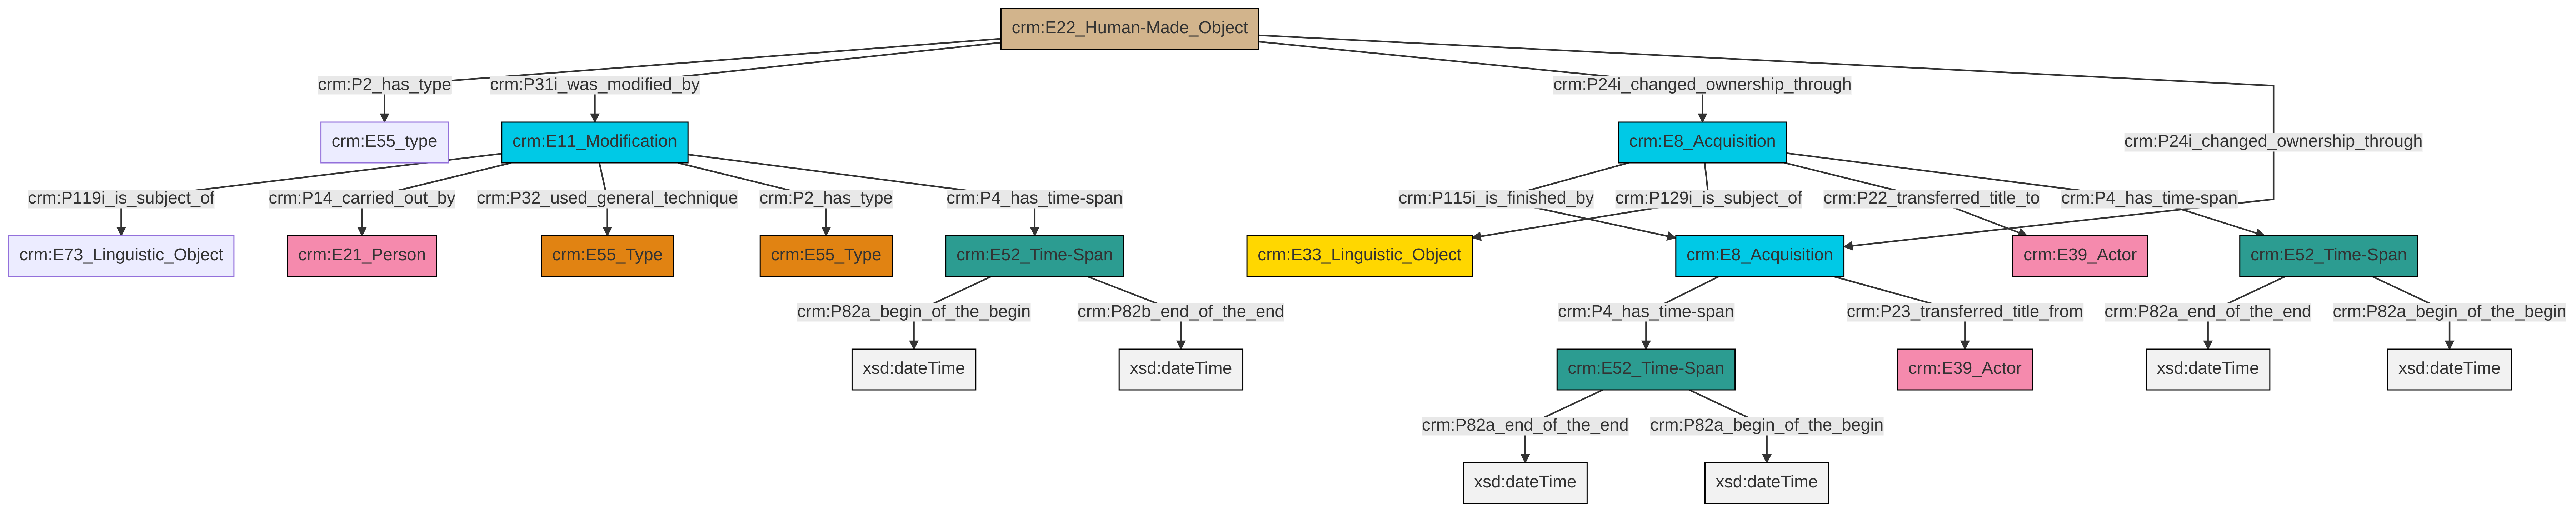 crm:E22_Human-Made_Object
crm:P2_has_type
crm:P31i_was_modified_by
crm:P24i_changed_ownership_through
crm:E55_type
crm:E11_Modification
crm:E8_Acquisition
crm:P24i_changed_ownership_through
crm:P119i_is_subject_of
crm:P14_carried_out_by
crm:P32_used_general_technique
crm:P2_has_type
crm:P4_has_time-span
crm:P115i_is_finished_by
crm:P129i_is_subject_of
crm:P22_transferred_title_to
crm:P4_has_time-span
crm:E73_Linguistic_Object
crm:E21_Person
crm:E55_Type
crm:E55_Type
crm:E52_Time-Span
crm:E33_Linguistic_Object
crm:E8_Acquisition
crm:E39_Actor
crm:E52_Time-Span
crm:P82a_begin_of_the_begin
crm:P82b_end_of_the_end
crm:P4_has_time-span
crm:P23_transferred_title_from
crm:P82a_end_of_the_end
crm:P82a_begin_of_the_begin
xsd:dateTime
xsd:dateTime
crm:E52_Time-Span
crm:E39_Actor
xsd:dateTime
xsd:dateTime
crm:P82a_end_of_the_end
crm:P82a_begin_of_the_begin
xsd:dateTime
xsd:dateTime